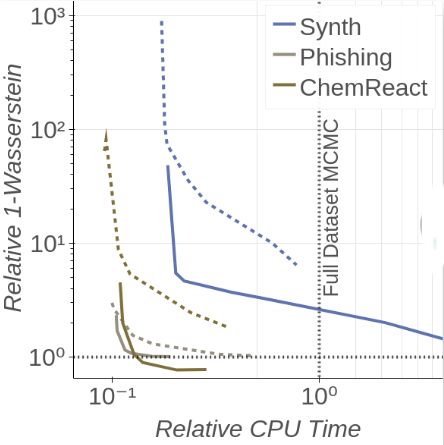 10³
10²
10¹
10⁰
Relative 1-Wasserstein
Synth
Phishing
ChemReact
Full Dataset MCMC
10⁻¹
10⁰
Relative CPU Time